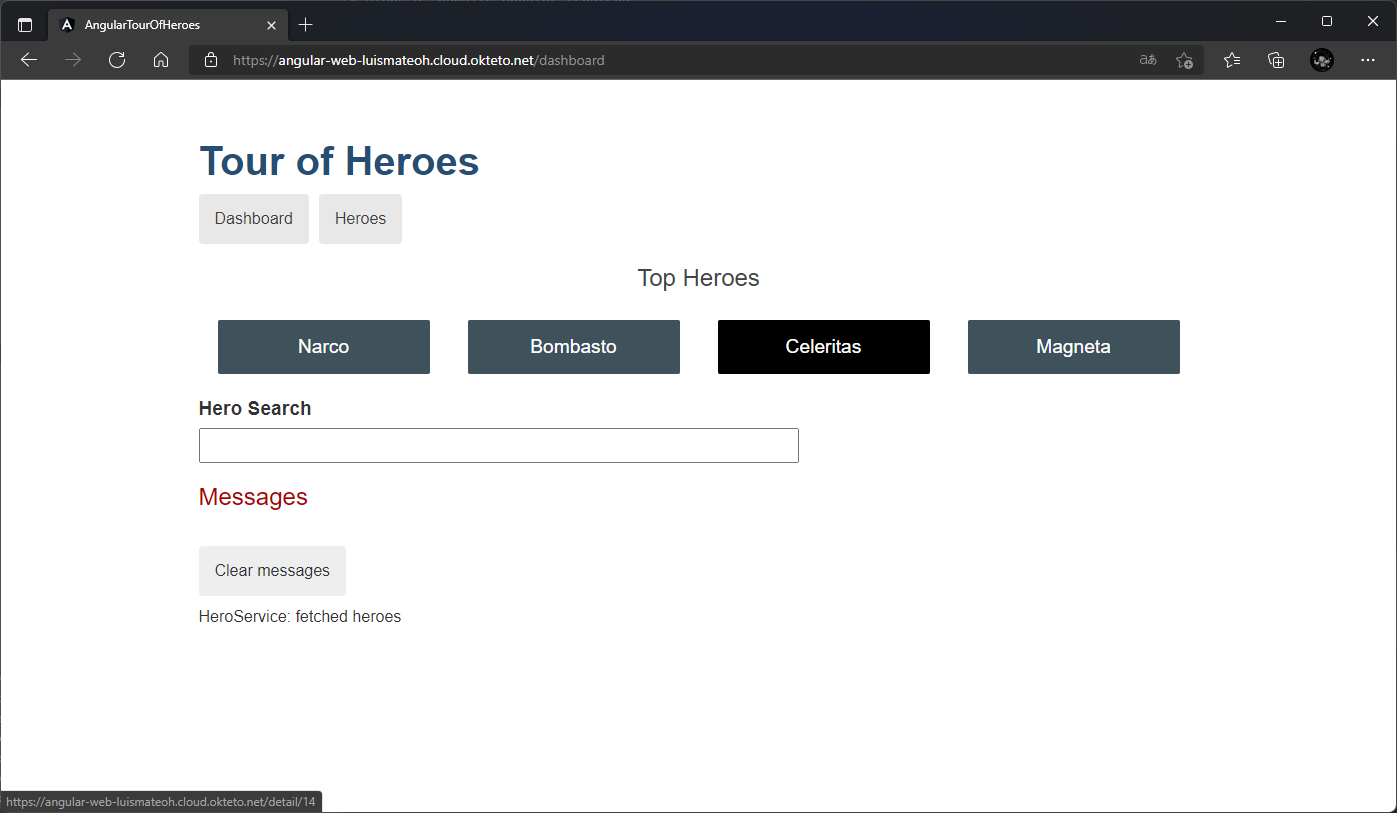 AngularTourOfHeroes
https://angular-web-luismateoh.cloud.okteto.net/dashboard
Tour of Heroes
Dashboard Heroes
Top Heroes
Narco Bombasto Celeritas Magneta
Hero Search
Messages
Clear messages
HeroService: fetched heroes
https://angular-web-luismateoh.cloud.okteto.net/detail/14